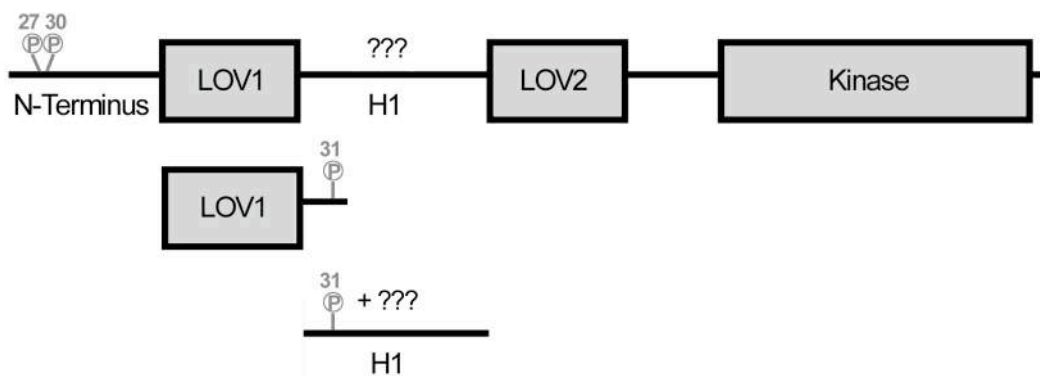 27 30
P P
???
LOV1 LOV2 Kinase
N-Terminus H1
31
P
LOV1
31
P + ???
H1